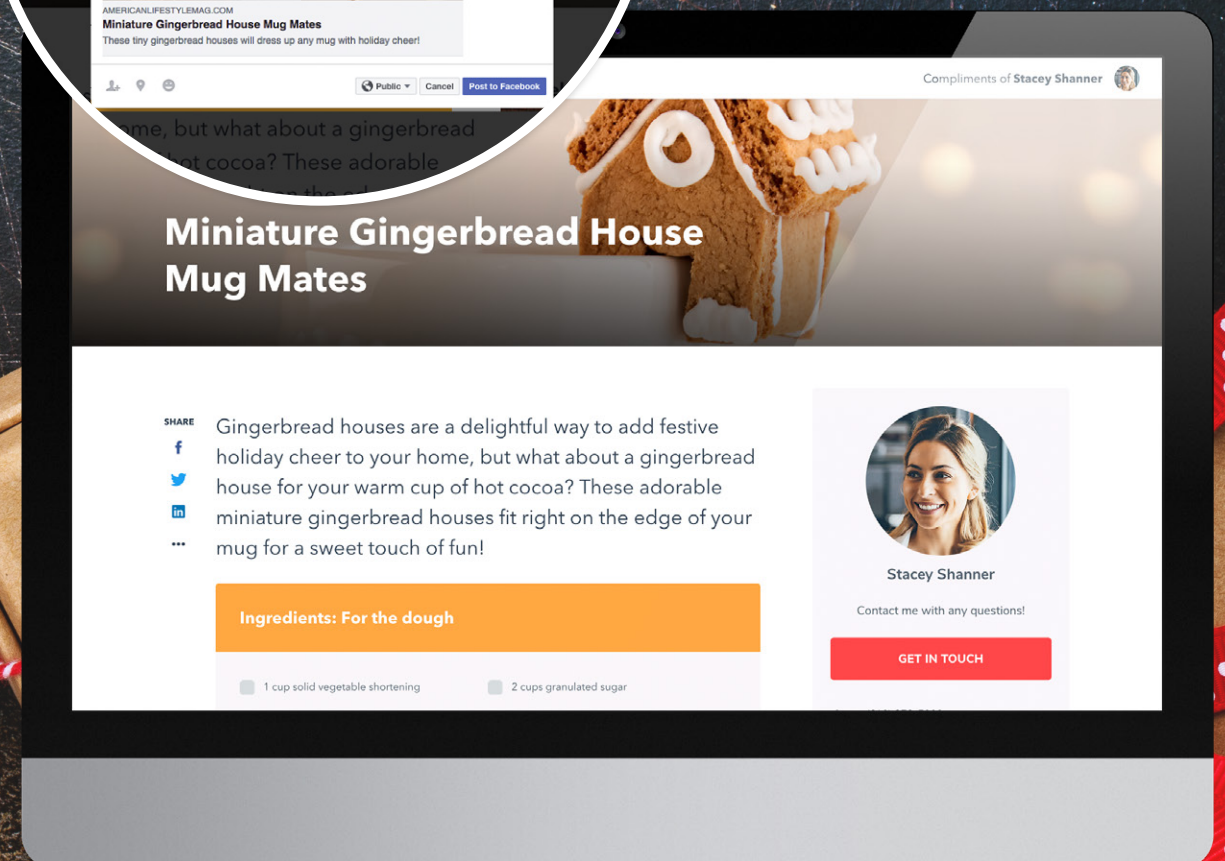 AMERICANLIFESTYLEMAG.COM
Miniature Gingerbread House Mug Mates
These tiny gingerbread houses will dress up any mug with holiday cheer!
Public
Cancel
Post to Facebook
Compliments of Stacey Shanner
me, but what about a gingerbread
hot cocoa? These adorable
on the
Miniature Gingerbread House
Mug Mates
SHARE
Gingerbread houses are a delightful way to add festive
holiday cheer to your home, but what about a gingerbread
house for your warm cup of hot cocoa? These adorable
miniature gingerbread houses fit right on the edge of your
mug for a sweet touch of fun!
Ingredients: For the dough
1 cup solid vegetable shortening
2 cups granulated sugar
Stacey Shanner
Contact me with any questions!
GET IN TOUCH